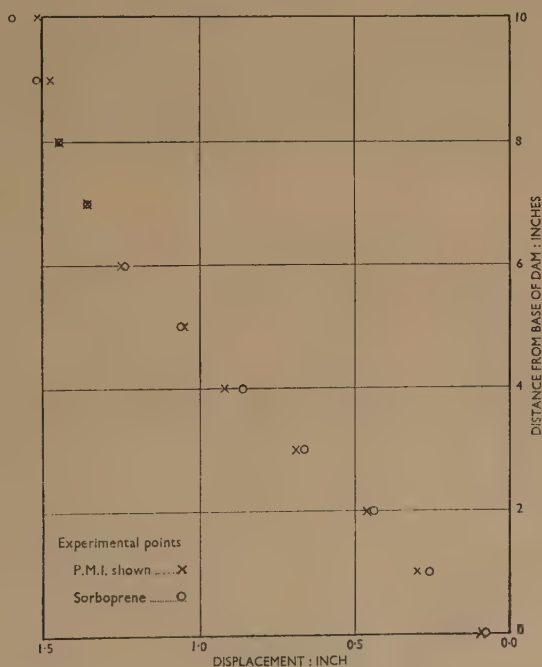 10
8
6
4
2
0
DISTANCE FROM BASE OF DAM : INCHES
Experimental points
P.M.I. shown ...... X
Sorboprene ......... O
1·5
1·0
0·5
0·0
DISPLACEMENT : INCH